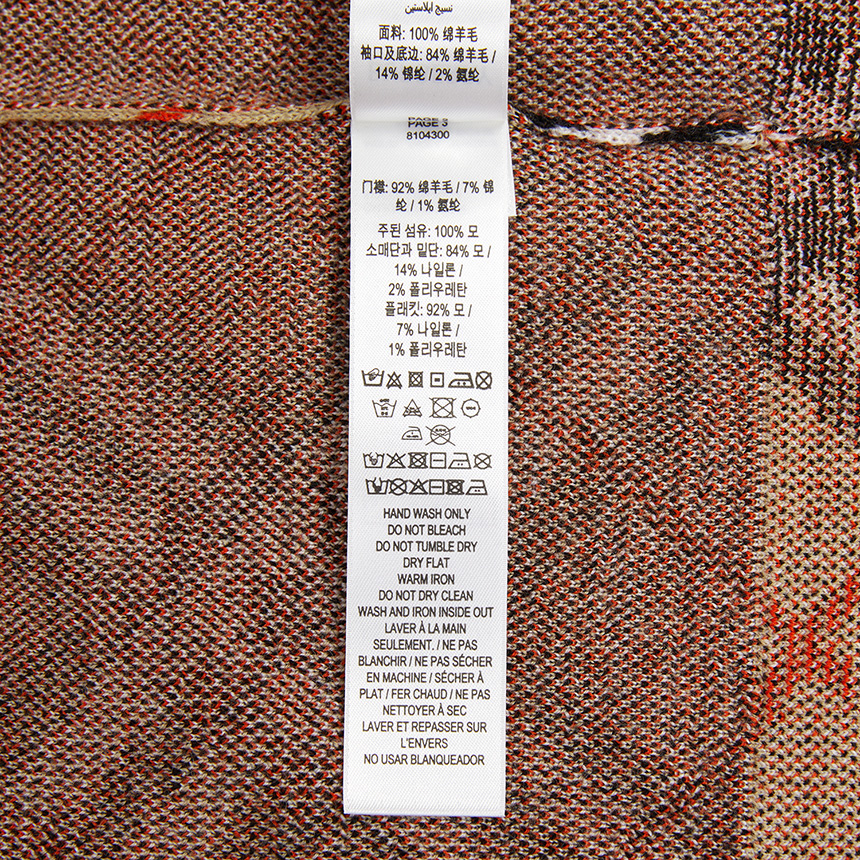 نسيج ايلاستين
面料: 100% 绵羊毛
袖口及底边: 84% 绵羊毛 /
14% 锦纶 / 2% 氨纶
PAGE 3
8104300
门襟: 92% 绵羊毛 / 7% 锦
纶 / 1% 氨纶
주된 섬유: 100% 모
소매단과 밑단: 84% 모 /
14% 나일론 /
2% 폴리우레탄
플래킷: 92% 모 /
7% 나일론 /
1% 폴리우레탄
HAND WASH ONLY
DO NOT BLEACH
DO NOT TUMBLE DRY
DRY FLAT
WARM IRON
DO NOT DRY CLEAN
WASH AND IRON INSIDE OUT
LAVER À LA MAIN
SEULEMENT. / NE PAS
BLANCHIR / NE PAS SÉCHER
EN MACHINE / SÉCHER À
PLAT / FER CHAUD / NE PAS
NETTOYER À SEC
LAVER ET REPASSER SUR
L'ENVERS
NO USAR BLANQUEADOR